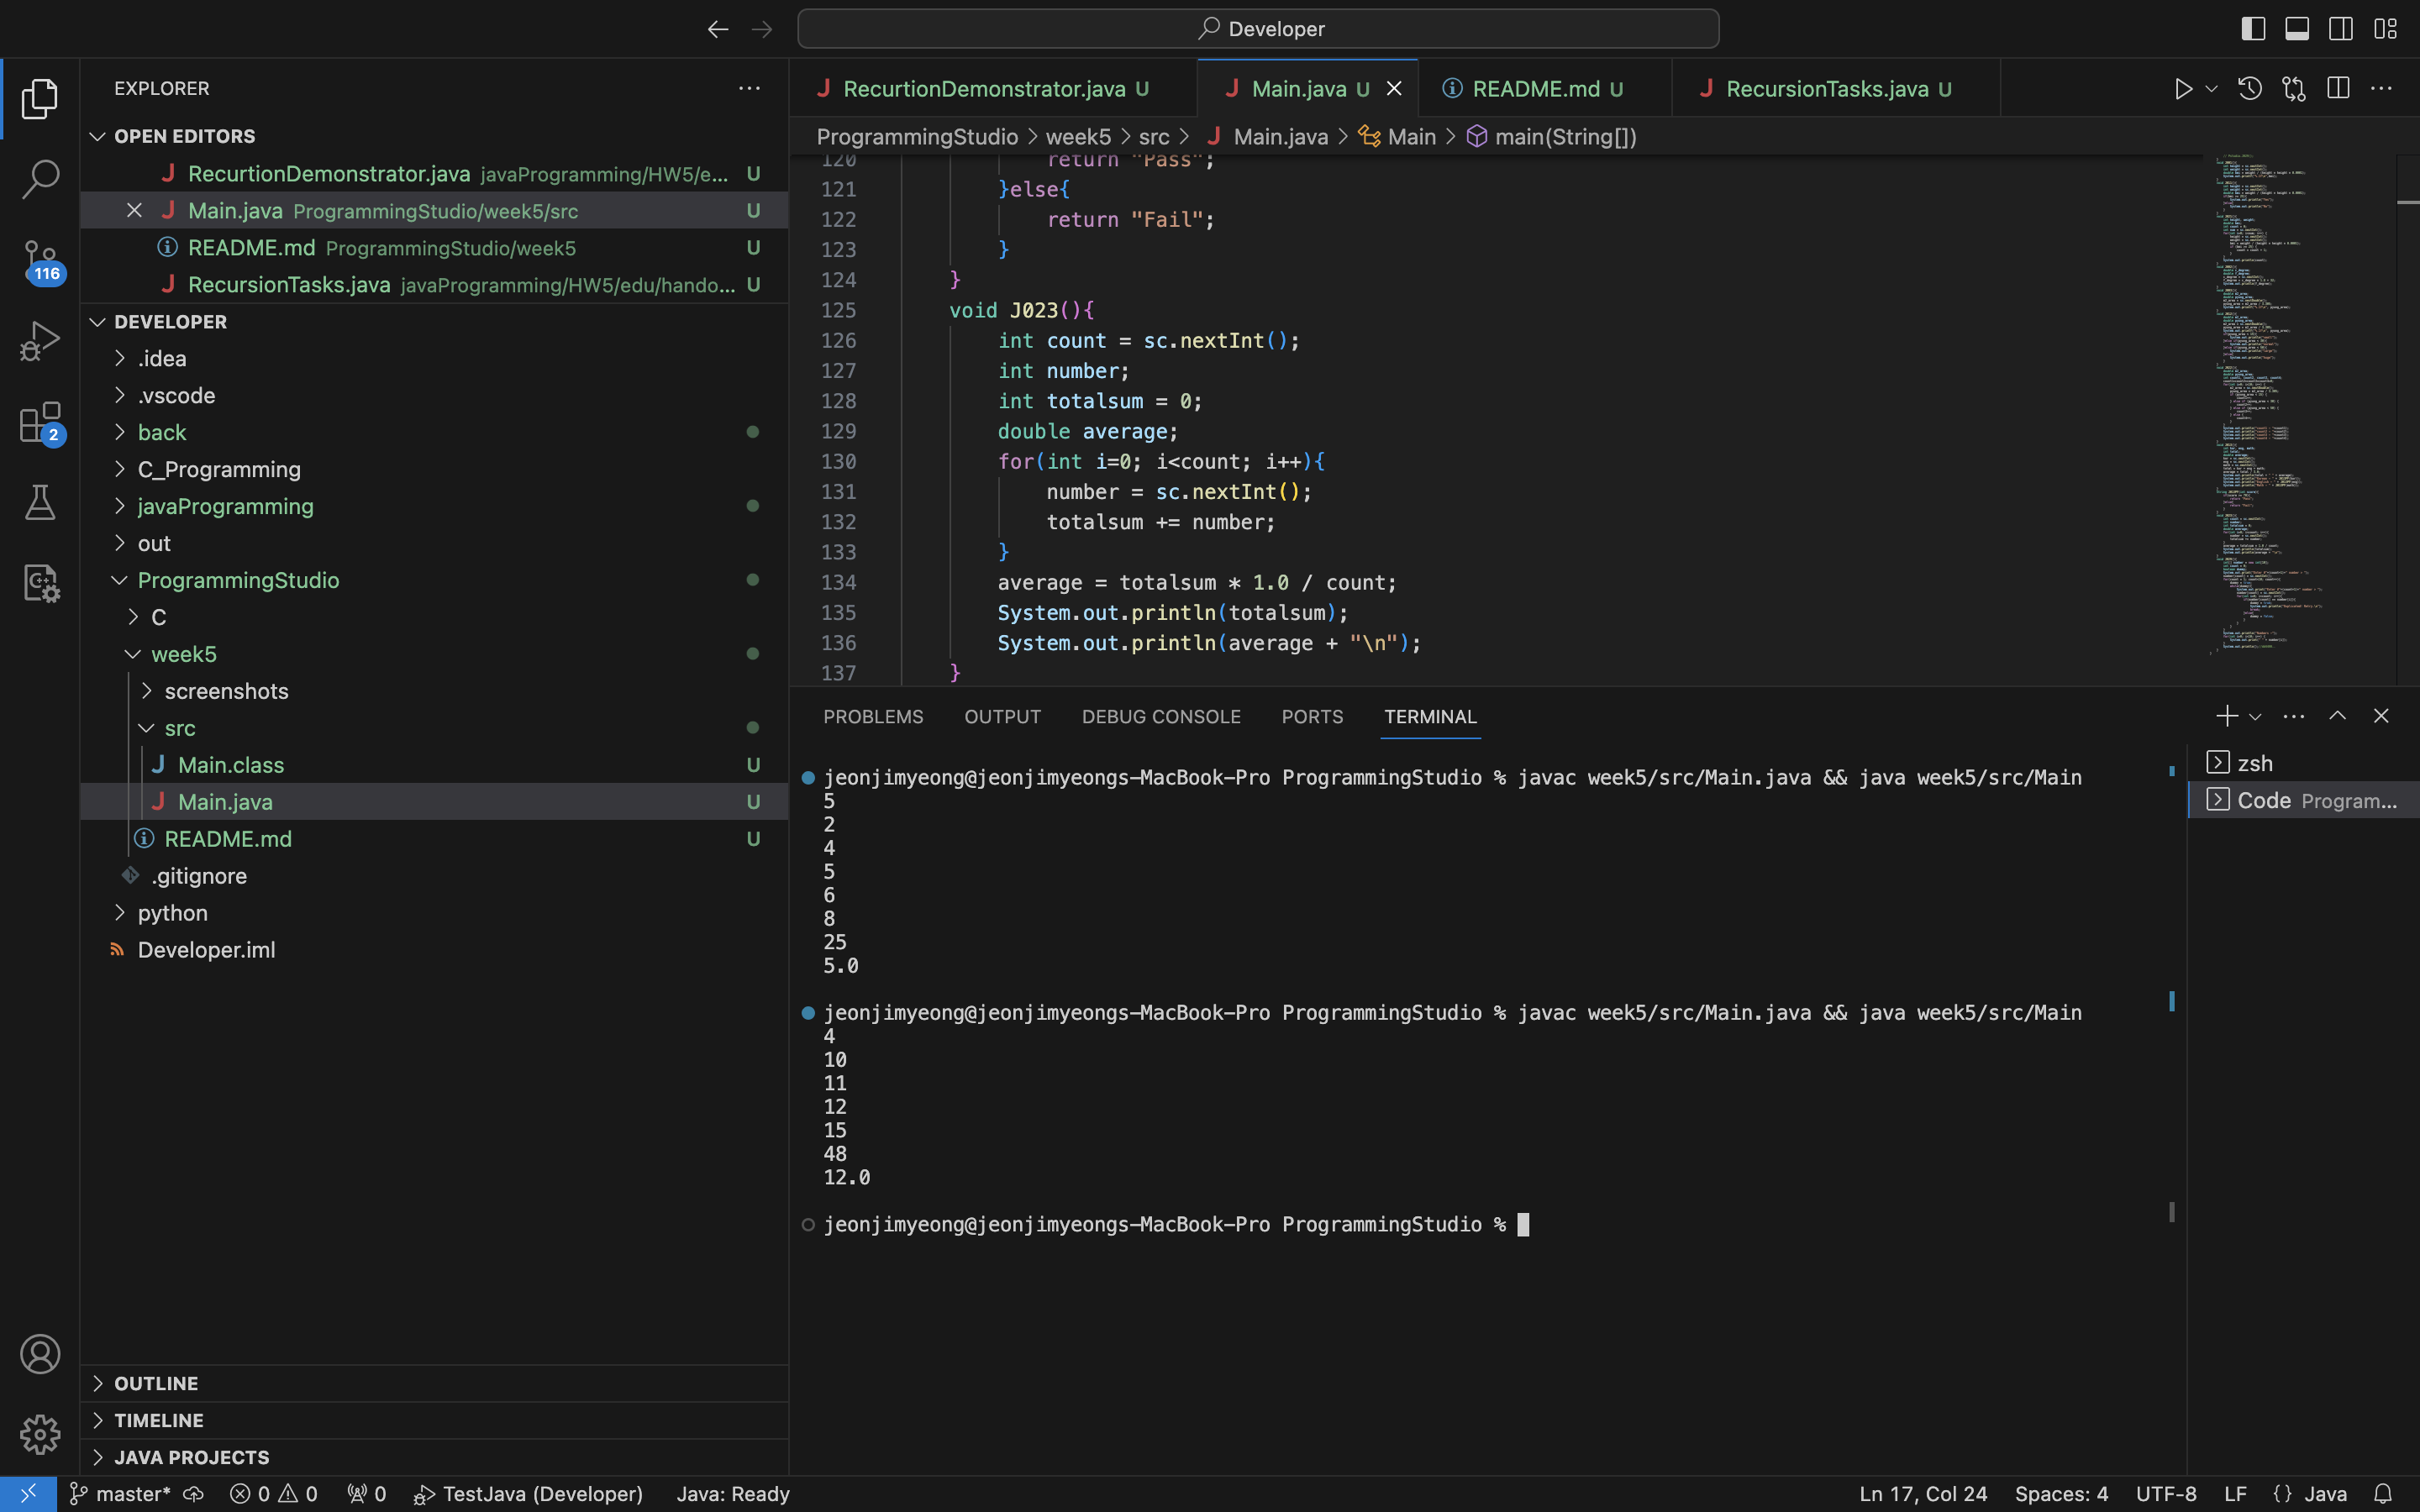 Developer
EXPLORER
OPEN EDITORS
RecurtionDemonstrator.java javaProgramming/HW5/e... U
Main.java ProgrammingStudio/week5/src U
README.md ProgrammingStudio/week5 U
RecursionTasks.java javaProgramming/HW5/edu/hando... U
116
2
DEVELOPER
.idea
.vscode
back
C_Programming
javaProgramming
out
ProgrammingStudio
C
week5
screenshots
src
Main.class U
Main.java U
README.md U
.gitignore
python
Developer.iml
OUTLINE
TIMELINE
JAVA PROJECTS
RecurtionDemonstrator.java U Main.java U README.md U RecursionTasks.java U
ProgrammingStudio > week5 > src > Main.java > Main > main(String[])
120 return "Pass";
121 }else{
122 return "Fail";
123 }
124 }
125 void J023(){
126 int count = sc.nextInt();
127 int number;
128 int totalsum = 0;
129 double average;
130 for(int i=0; i<count; i++){
131 number = sc.nextInt();
132 totalsum += number;
133 }
134 average = totalsum * 1.0 / count;
135 System.out.println(totalsum);
136 System.out.println(average + "\n");
137 }
PROBLEMS OUTPUT DEBUG CONSOLE PORTS TERMINAL
jeonjimyeong@jeonjimyeongs-MacBook-Pro ProgrammingStudio % javac week5/src/Main.java && java week5/src/Main
5
2
4
5
6
8
25
5.0
jeonjimyeong@jeonjimyeongs-MacBook-Pro ProgrammingStudio % javac week5/src/Main.java && java week5/src/Main
4
10
11
12
15
48
12.0
jeonjimyeong@jeonjimyeongs-MacBook-Pro ProgrammingStudio %
zsh
Code Program...
master* 0 0 0 TestJava (Developer) Java: Ready Ln 17, Col 24 Spaces: 4 UTF-8 LF {} Java